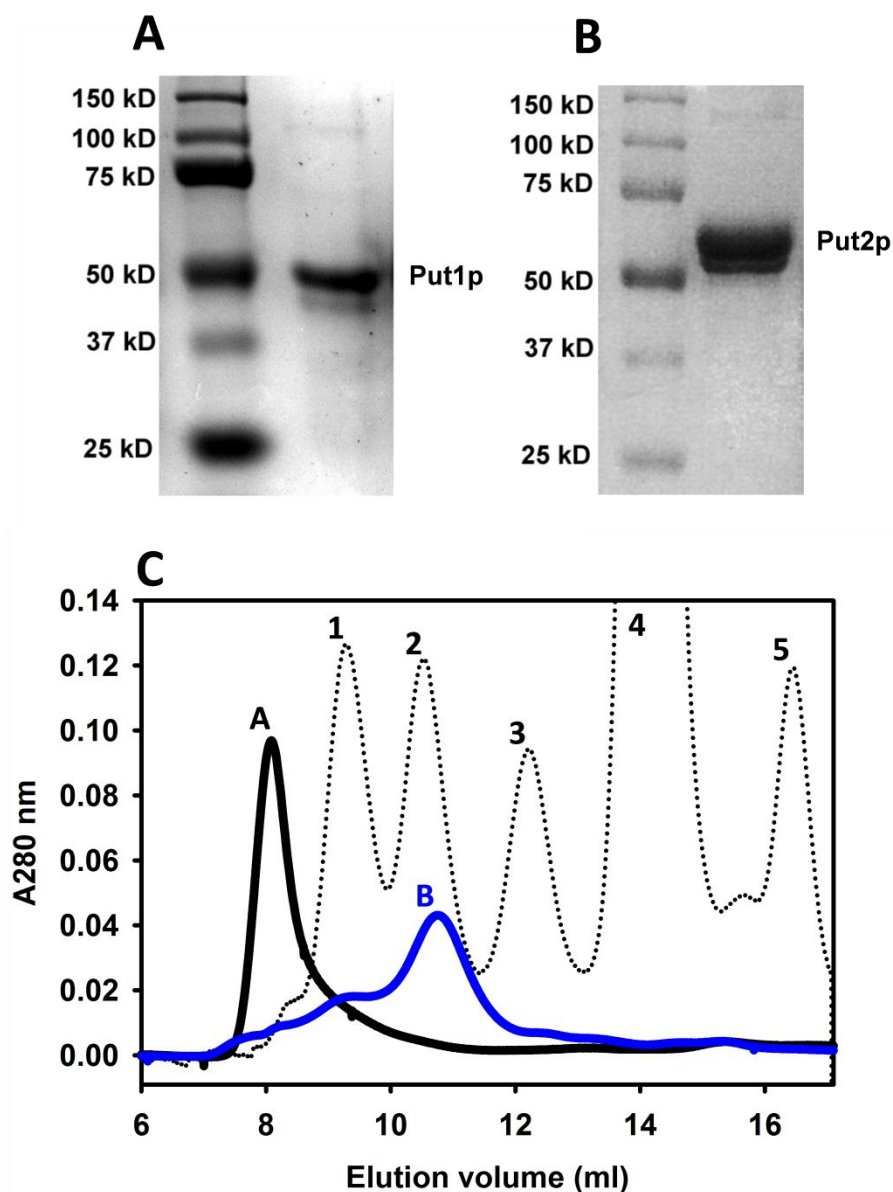 A
150 kD
100 kD
75 kD
50 kD
37 kD
25 kD
Put1p
B
150 kD
100 kD
75 kD
50 kD
37 kD
25 kD
Put2p
C
0.14
0.12
0.10
0.08
0.06
0.04
0.02
0.00
A280 nm
1
2
3
4
5
A
B
6
8
10
12
14
16
Elution volume (ml)